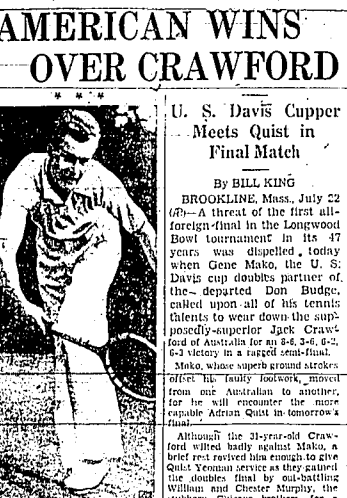 AMERICAN WINS
OVER CRAWFORD
* * *
U. S. Davis Cupper
Meets Quist in
Final Match
By BILL KING
BROOKLINE, Mass., July 22
(AP)—A threat of the first all-
foreign final in the Longwood
Bowl tournament in its 47
years was dispelled today
when Gene Mako, the U. S.
Davis cup doubles partner of
the departed Don Budge,
called upon all of his tennis
talents to wear down the sup-
posedly-superior Jack Craw-
ford of Australia for an 8-6, 3-6, 6-2,
6-3 victory in a ragged semi-final.
Mako, whose superb ground strokes
offset his faulty footwork, moved
from one Australian to another,
for he will encounter the more
capable Adrian Quist in tomorrow's
final.
Although the 31-year-old Craw-
ford wilted badly against Mako, a
brief rest revived him enough to give
Quist Yeoman service as they gained
the doubles final by out-battling
William and Chester Murphy, the